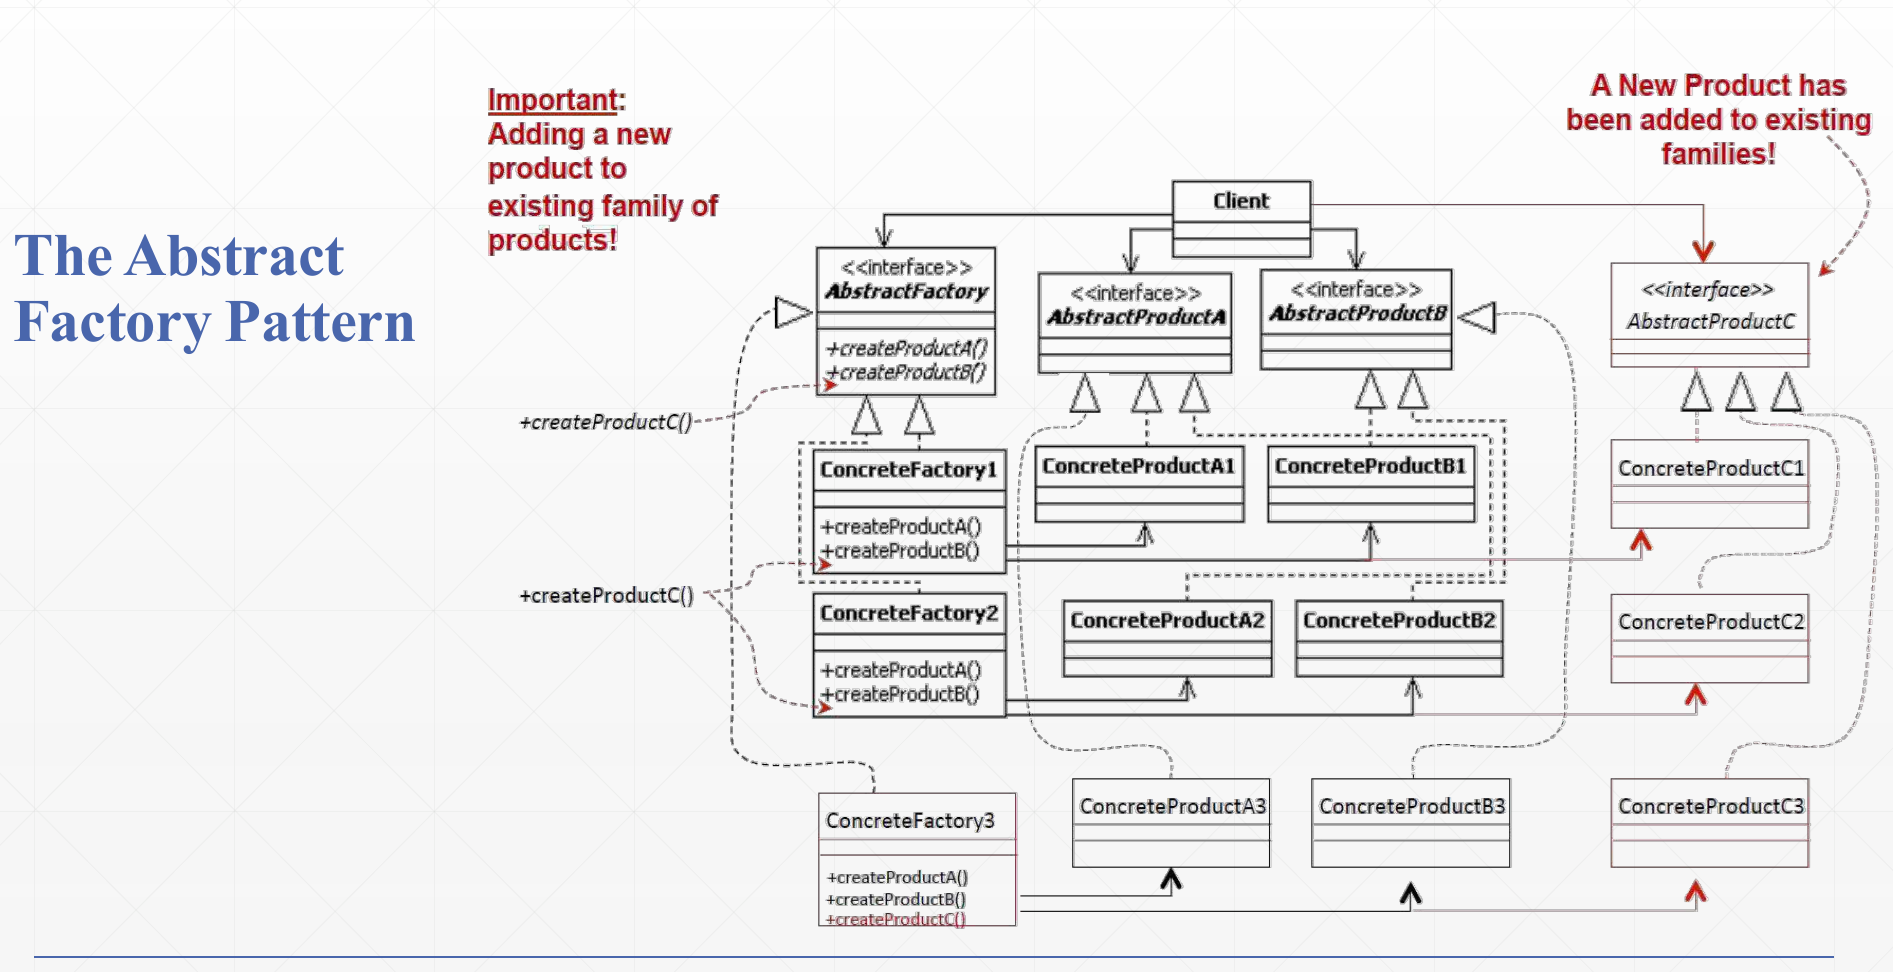 The Abstract
Factory Pattern
Important:
Adding a new
product to
existing family of
products!
A New Product has
been added to existing
families!
Client
<<interface>>
AbstractFactory
+createProductA()
+createProductB()
<<interface>>
AbstractProductA
<<interface>>
AbstractProductB
<<interface>>
AbstractProductC
+createProductC()
ConcreteFactory1
+createProductA()
+createProductB()
ConcreteProductA1
ConcreteProductB1
ConcreteProductC1
+createProductC()
ConcreteFactory2
+createProductA()
+createProductB()
ConcreteProductA2
ConcreteProductB2
ConcreteProductC2
ConcreteFactory3
+createProductA()
+createProductB()
+createProductC()
ConcreteProductA3
ConcreteProductB3
ConcreteProductC3